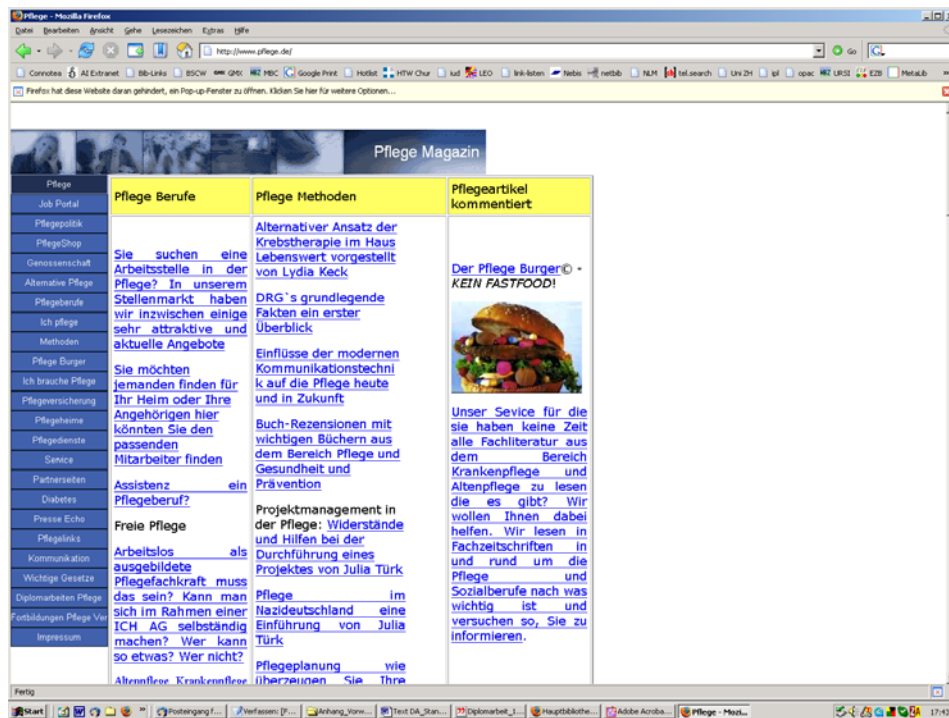 Pflege - Mozilla Firefox
Datei Bearbeiten Ansicht Gehe Lesezeichen Extras Hilfe
http://www.pflege.de/
Go
Connotea AI Extranet Bib-Links BSCW GMX MBC Google Print Hotlist HTW Chur iud LEO link-listen Nebis netbib NLM tel.search Uni ZH ipl opac URSI EZB MetaLib
Firefox hat diese Website daran gehindert, ein Pop-up-Fenster zu öffnen. Klicken Sie hier für weitere Optionen...
Pflege Magazin
Pflege
Job Portal
Pflegepolitik
PflegeShop
Genossenschaft
Alternative Pflege
Pflegeberufe
Ich pflege
Methoden
Pflege Burger
Ich brauche Pflege
Pflegeversicherung
Pflegeheime
Pflegedienste
Service
Partnerseiten
Diabetes
Presse Echo
Pflegelinks
Kommunikation
Wichtige Gesetze
Diplomarbeiten Pflege
Fortbildungen Pflege Ver
Impressum
Pflege Berufe
Sie suchen eine
Arbeitsstelle in der
Pflege? In unserem
Stellenmarkt haben
wir inzwischen einige
sehr attraktive und
aktuelle Angebote
Sie möchten
jemanden finden für
Ihr Heim oder Ihre
Angehörigen hier
könnten Sie den
passenden
Mitarbeiter finden
Assistenz ein
Pflegeberuf?
Freie Pflege
Arbeitslos als
ausgebildete
Pflegefachkraft muss
das sein? Kann man
sich im Rahmen einer
ICH AG selbständig
machen? Wer kann
so etwas? Wer nicht?
Altenpflege Krankenpflege
Pflege Methoden
Alternativer Ansatz der
Krebstherapie im Haus
Lebenswert vorgestellt
von Lydia Keck
DRG`s grundlegende
Fakten ein erster
Überblick
Einflüsse der modernen
Kommunikationstechni
k auf die Pflege heute
und in Zukunft
Buch-Rezensionen mit
wichtigen Büchern aus
dem Bereich Pflege und
Gesundheit und
Prävention
Projektmanagement in
der Pflege: Widerstände
und Hilfen bei der
Durchführung eines
Projektes von Julia Türk
Pflege im
Nazideutschland eine
Einführung von Julia
Türk
Pflegeplanung wie
überzeugen Sie Ihre
Pflegeartikel
kommentiert
Der Pflege Burger© -
KEIN FASTFOOD!
Unser Sevice für die
sie haben keine Zeit
alle Fachliteratur aus
dem Bereich
Krankenpflege und
Altenpflege zu lesen
die es gibt? Wir
wollen Ihnen dabei
helfen. Wir lesen in
Fachzeitschriften in
und rund um die
Pflege und
Sozialberufe nach was
wichtig ist und
versuchen so, Sie zu
informieren.
Fertig
Start Posteingang f... Verfassen: [F... Anhang_Vorw... Text DA_Stan... Diplomarbeit_1... Hauptbibliothe... Adobe Acroba... Pflege - Mozi...